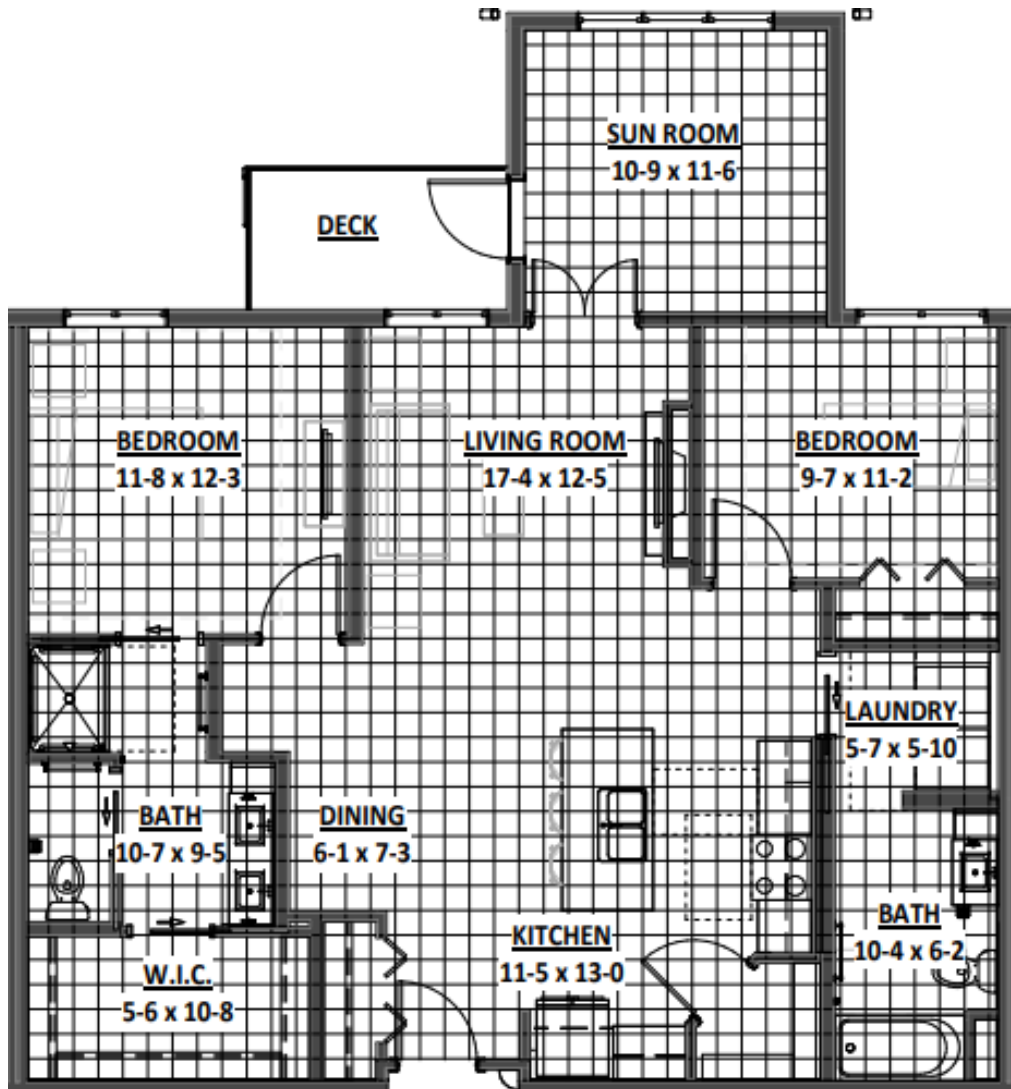 SUN ROOM
10-9 x 11-6
DECK
BEDROOM
11-8 x 12-3
LIVING ROOM
17-4 x 12-5
BEDROOM
9-7 x 11-2
LAUNDRY
5-7 x 5-10
BATH
10-7 x 9-5
DINING
6-1 x 7-3
BATH
10-4 x 6-2
KITCHEN
11-5 x 13-0
W.I.C.
5-6 x 10-8